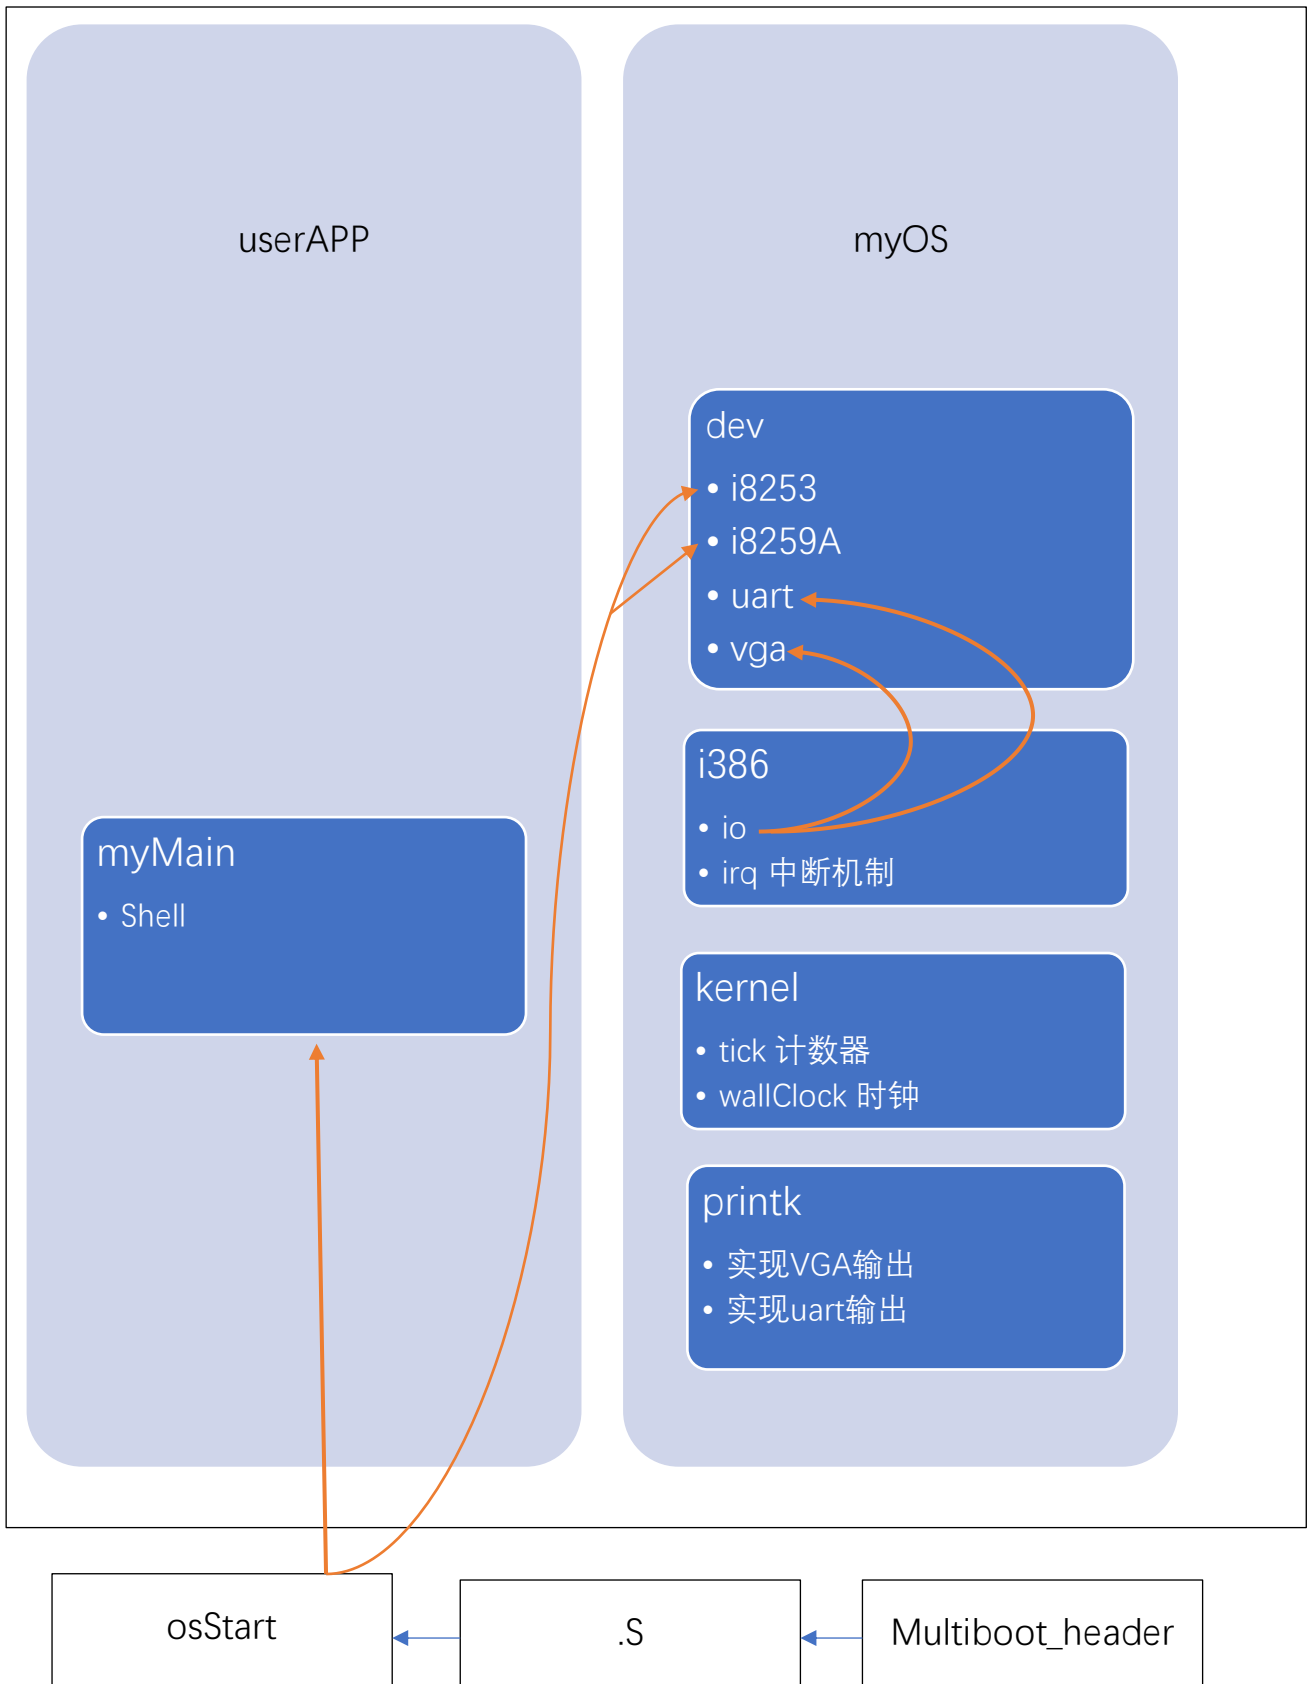 userAPP
myMain
• Shell
myOS
dev
• i8253
• i8259A
• uart
• vga
i386
• io
• irq 中断机制
kernel
• tick 计数器
• wallClock 时钟
printk
• 实现VGA输出
• 实现uart输出
osStart
.S
Multiboot_header